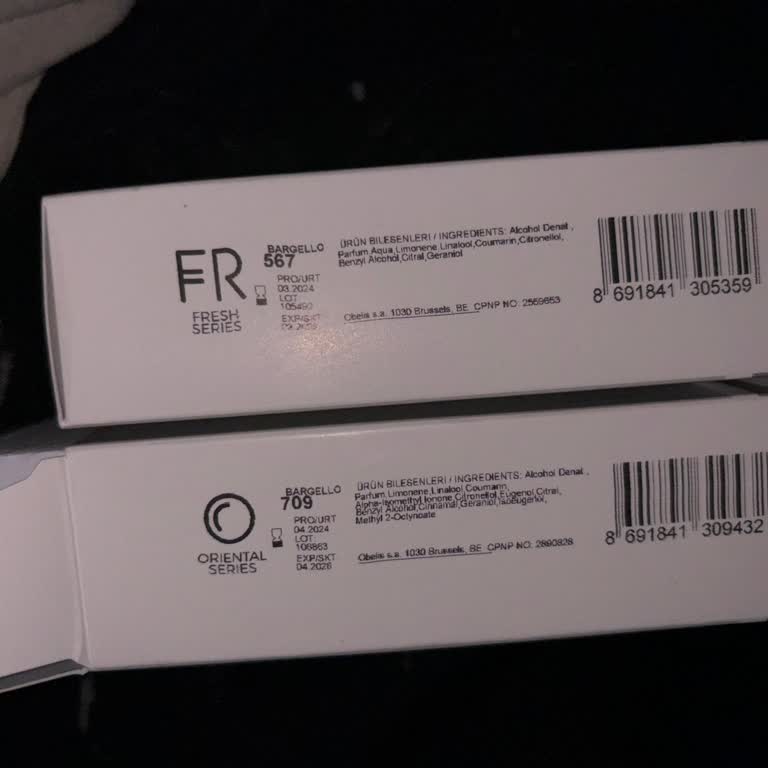 FR
FRESH
SERIES
BARGELLO
567
PRO/URT
03.2024
LOT
EXP/SKT
ÜRÜN BILESENLERI / INGREDIENTS: Alcohol Denat.,
Parfum,Aqua,Limonene,Linalool,Coumarin,Citronellol,
Benzyl Alcohol,Citral,Geraniol
Obelis s.a. 1030 Brussels, BE CPNP NO: 2569653
8 691841 305359
ORIENTAL
SERIES
BARGELLO
709
PRO/URT
04.2024
LOT
106863
EXP/SKT
04.2026
ÜRÜN BILESENLERI / INGREDIENTS: Alcohol Denat.,
Parfum,Limonene,Linalool,Coumarin,
Alpha-Isomethyl Ionone,Citronellol,Eugenol,Citral,
Benzyl Alcohol,Cinnamal,Geraniol,Isoeugenol,
Methyl 2-Octynoate
Obelis s.a. 1030 Brussels, BE CPNP NO: 2890828
8 691841 309432